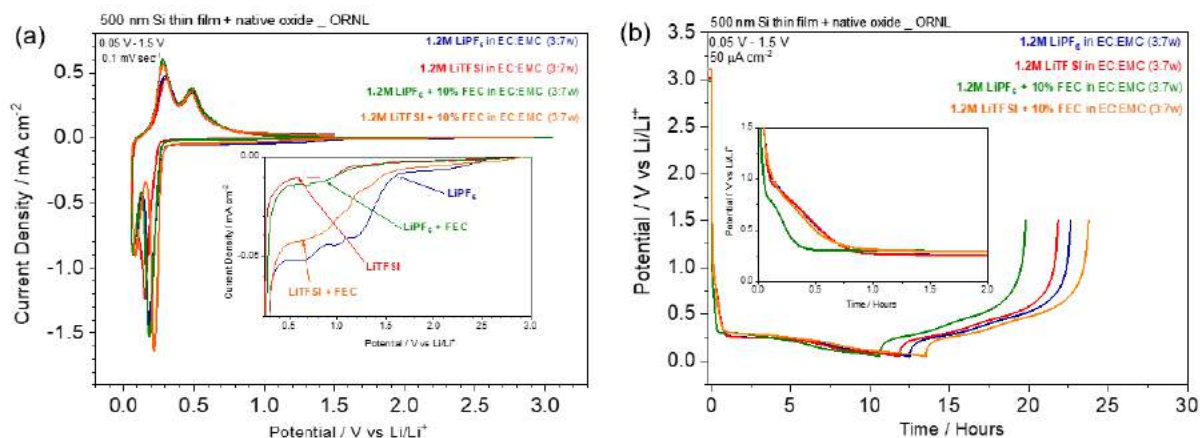 (a)
500 nm Si thin film + native oxide _ ORNL
0.05 V - 1.5 V
0.1 mV sec⁻¹
1.2M LiPF₆ in EC:EMC (3:7w)
1.2M LiTFSI in EC:EMC (3:7w)
1.2M LiPF₆ + 10% FEC in EC:EMC (3:7w)
1.2M LiTFSI + 10% FEC in EC:EMC (3:7w)
Current Density / mA cm⁻²
0.5
0.0
-0.5
-1.0
-1.5
0.0 0.5 1.0 1.5 2.0 2.5 3.0
Potential / V vs Li/Li⁺
Current Density / mA cm⁻²
0.00
-0.05
LiPF₆
LiPF₆ + FEC
LiTFSI
LiTFSI + FEC
0.5 1.0 1.5 2.0 2.5 3.0
Potential / V vs Li/Li⁺
(b)
500 nm Si thin film + native oxide _ ORNL
0.05 V - 1.5 V
50 µA cm⁻²
1.2M LiPF₆ in EC:EMC (3:7w)
1.2M LiTFSI in EC:EMC (3:7w)
1.2M LiPF₆ + 10% FEC in EC:EMC (3:7w)
1.2M LiTFSI + 10% FEC in EC:EMC (3:7w)
Potential / V vs Li/Li⁺
3.5
3.0
2.5
2.0
1.5
1.0
0.5
0.0
0 5 10 15 20 25 30
Time / Hours
Potential / V vs Li/Li⁺
1.5
1.0
0.5
0.0
0.0 0.5 1.0 1.5 2.0
Time / Hours